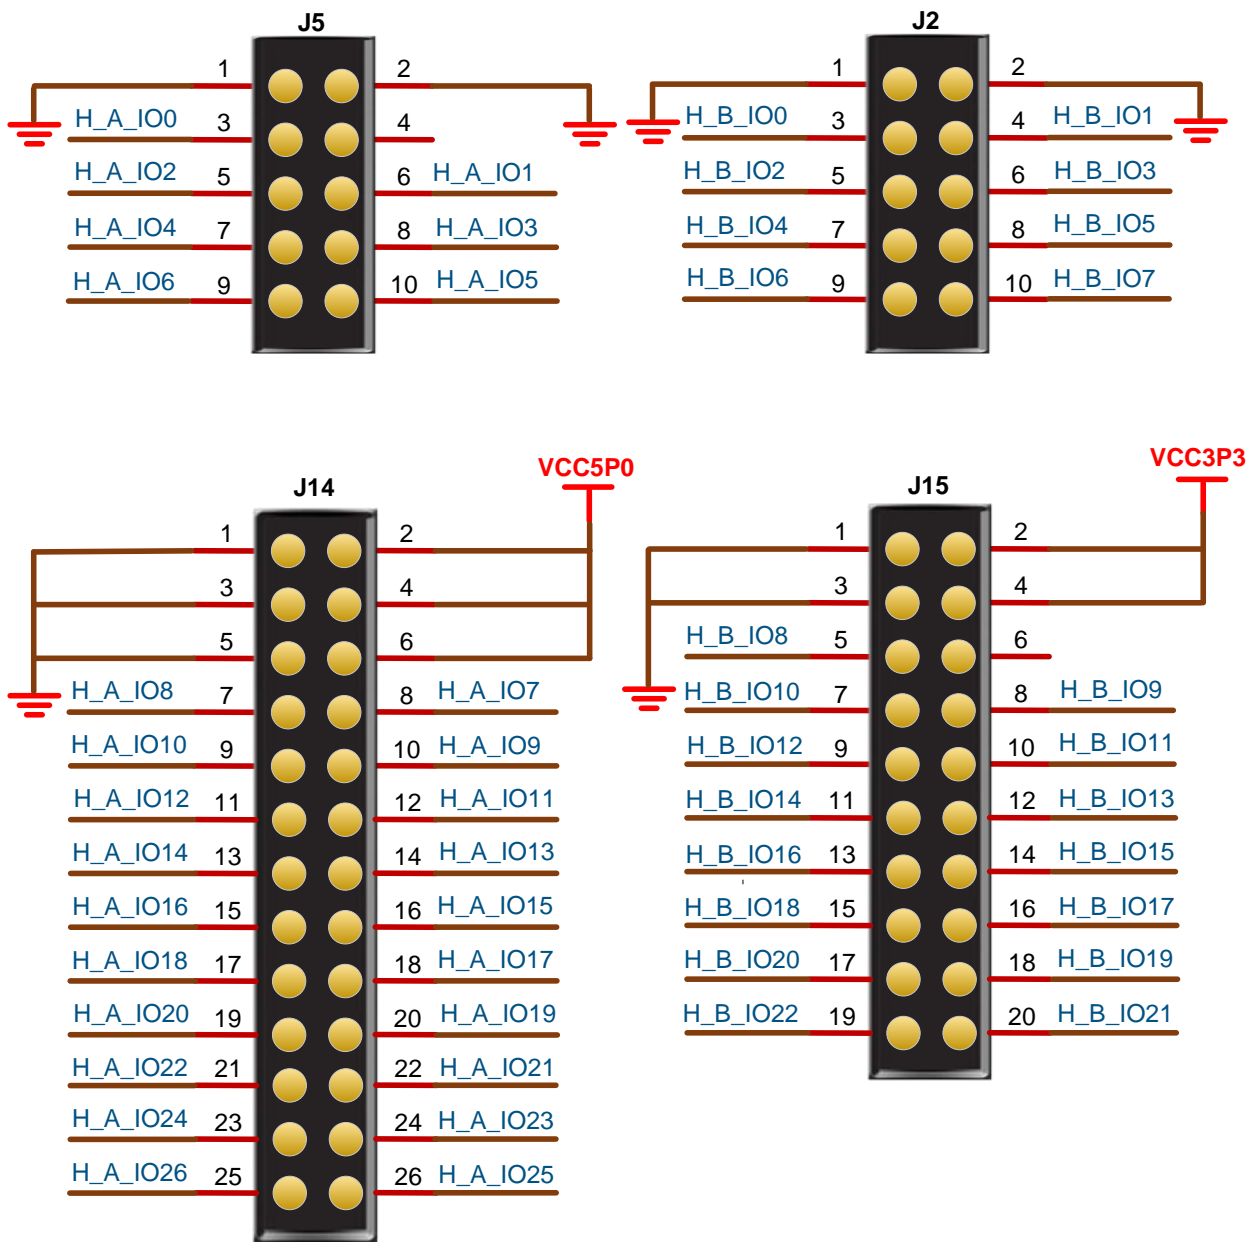 J5
1 2
H_A_IO0 3 4
H_A_IO2 5 6 H_A_IO1
H_A_IO4 7 8 H_A_IO3
H_A_IO6 9 10 H_A_IO5
J2
1 2
H_B_IO0 3 4 H_B_IO1
H_B_IO2 5 6 H_B_IO3
H_B_IO4 7 8 H_B_IO5
H_B_IO6 9 10 H_B_IO7
VCC5P0
J14
1 2
3 4
5 6
H_A_IO8 7 8 H_A_IO7
H_A_IO10 9 10 H_A_IO9
H_A_IO12 11 12 H_A_IO11
H_A_IO14 13 14 H_A_IO13
H_A_IO16 15 16 H_A_IO15
H_A_IO18 17 18 H_A_IO17
H_A_IO20 19 20 H_A_IO19
H_A_IO22 21 22 H_A_IO21
H_A_IO24 23 24 H_A_IO23
H_A_IO26 25 26 H_A_IO25
VCC3P3
J15
1 2
3 4
H_B_IO8 5 6
H_B_IO10 7 8 H_B_IO9
H_B_IO12 9 10 H_B_IO11
H_B_IO14 11 12 H_B_IO13
H_B_IO16 13 14 H_B_IO15
H_B_IO18 15 16 H_B_IO17
H_B_IO20 17 18 H_B_IO19
H_B_IO22 19 20 H_B_IO21